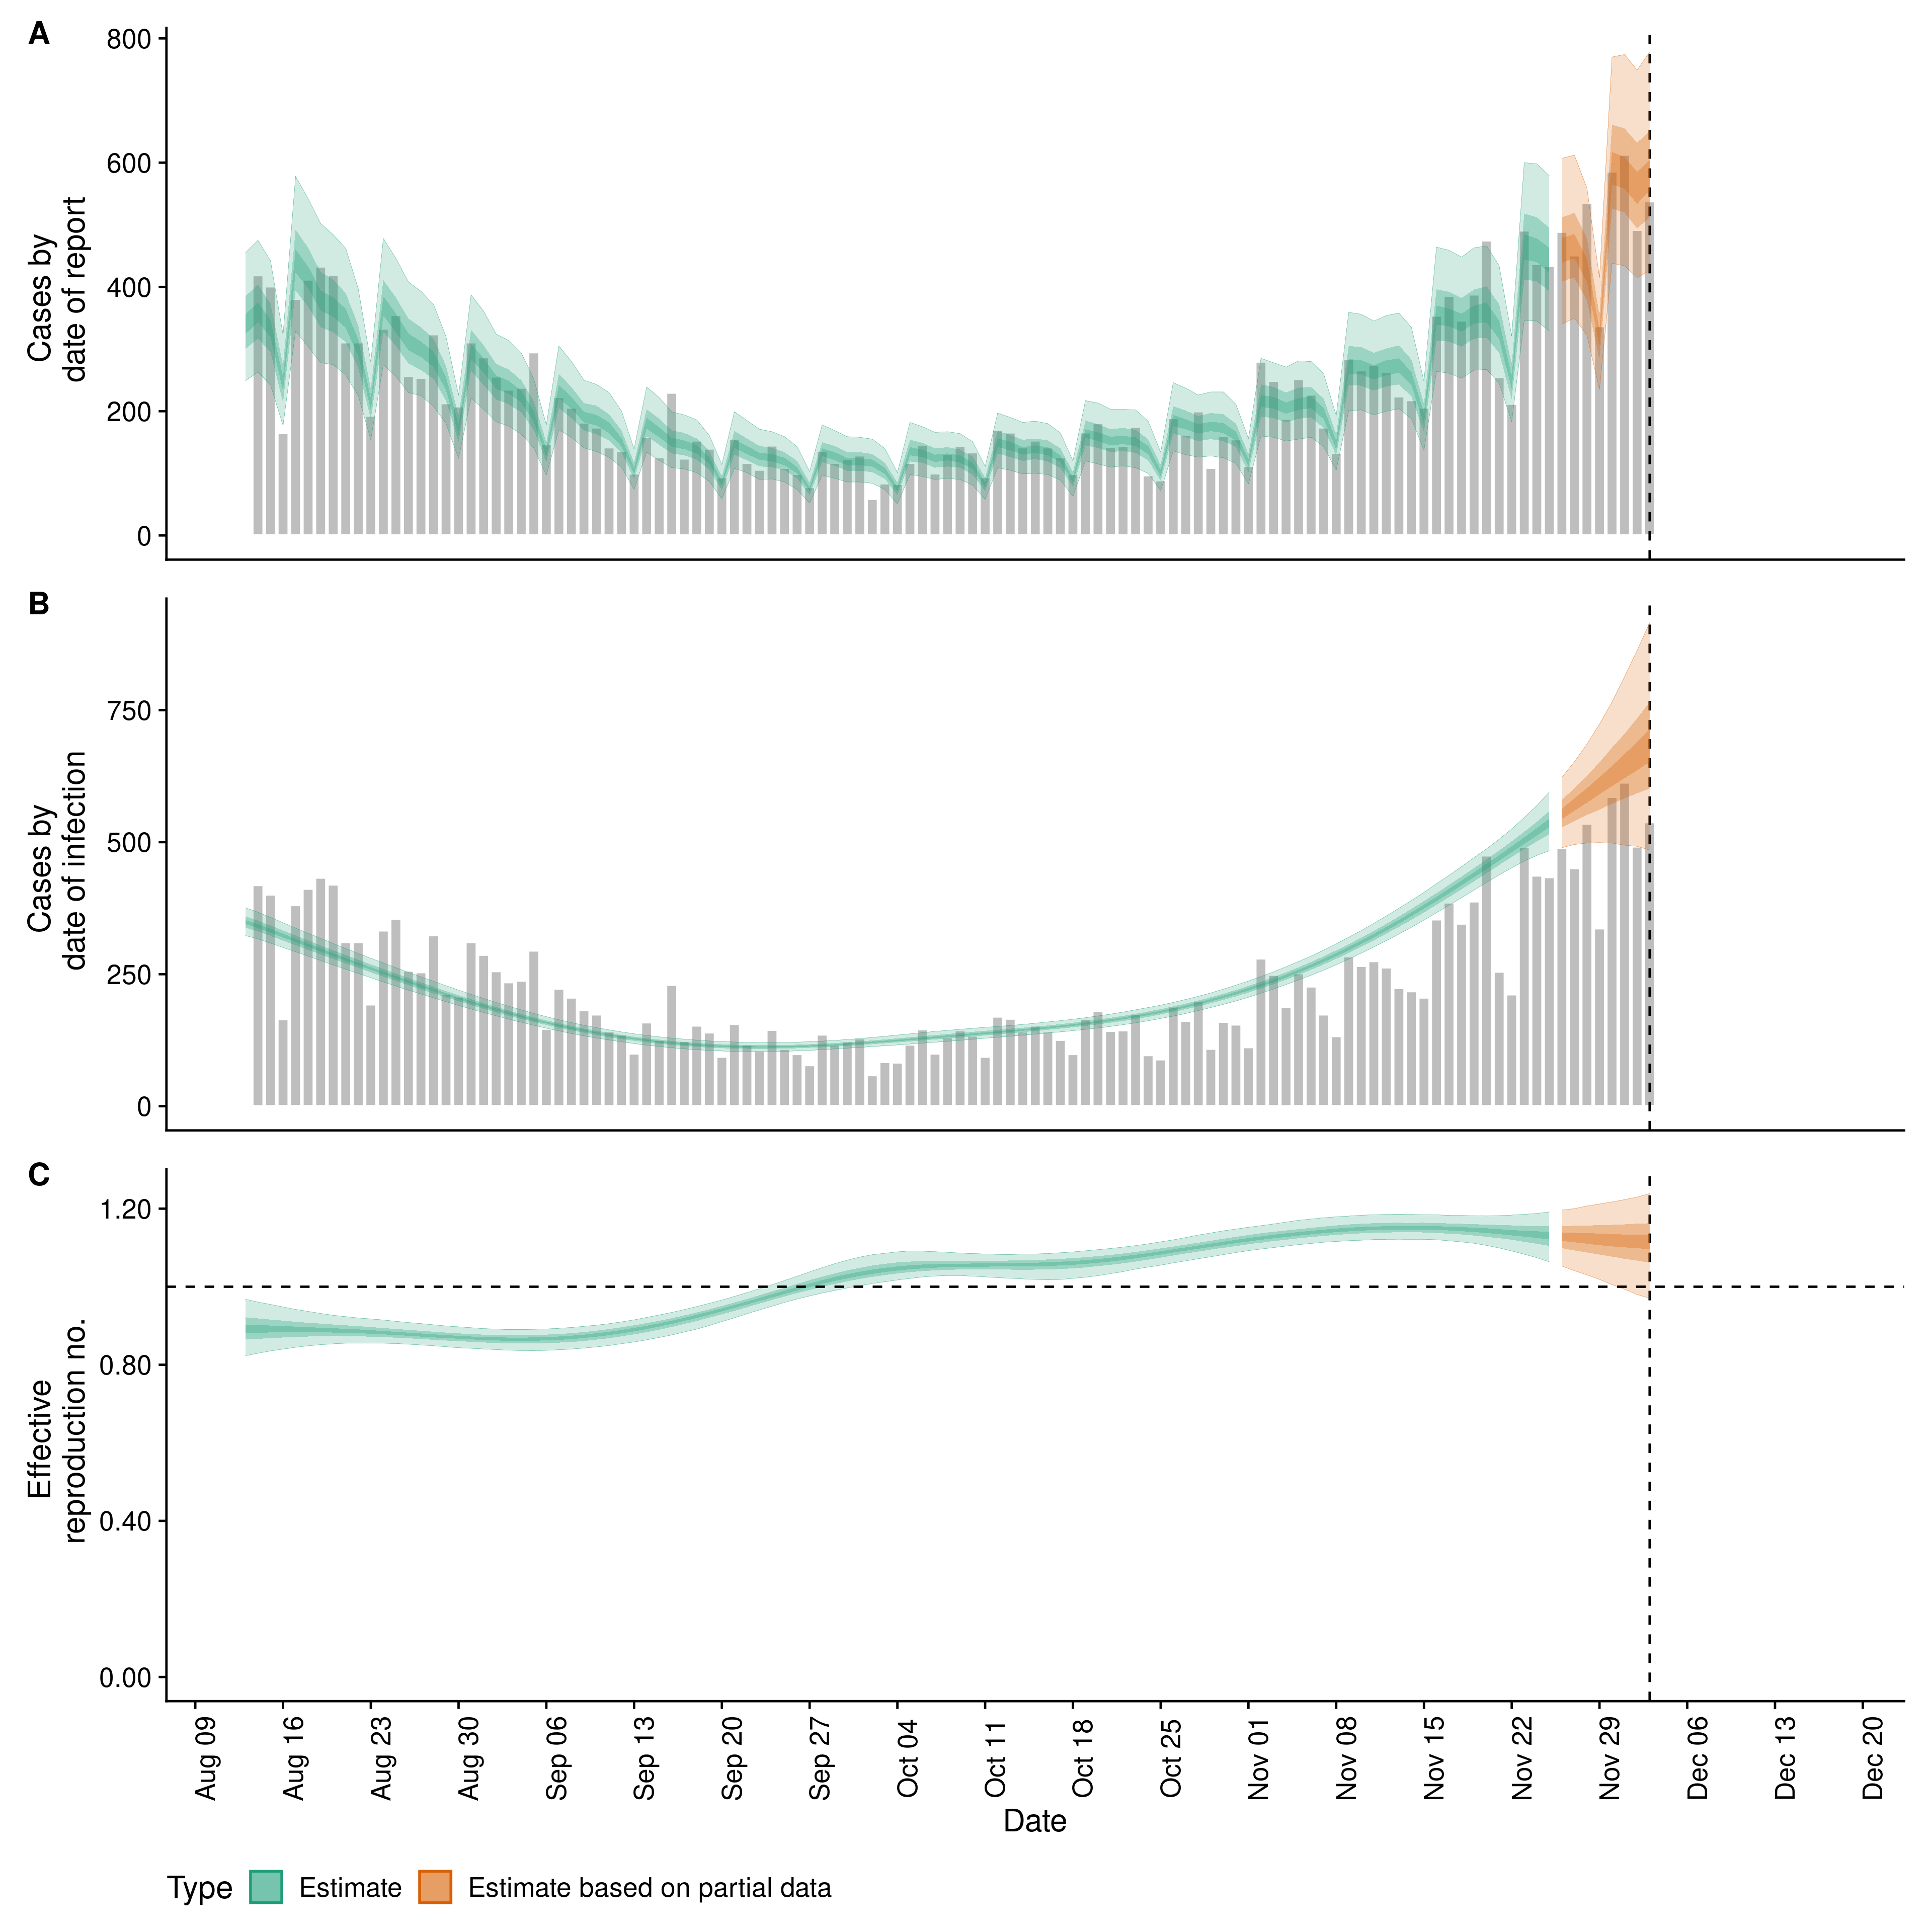 A
800
600
400
200
0
Cases by
date of report
B
750
500
250
0
Cases by
date of infection
C
1.20
0.80
0.40
0.00
Effective
reproduction no.
Aug 09
Aug 16
Aug 23
Aug 30
Sep 06
Sep 13
Sep 20
Sep 27
Oct 04
Oct 11
Oct 18
Oct 25
Nov 01
Nov 08
Nov 15
Nov 22
Nov 29
Dec 06
Dec 13
Dec 20
Date
Type Estimate Estimate based on partial data